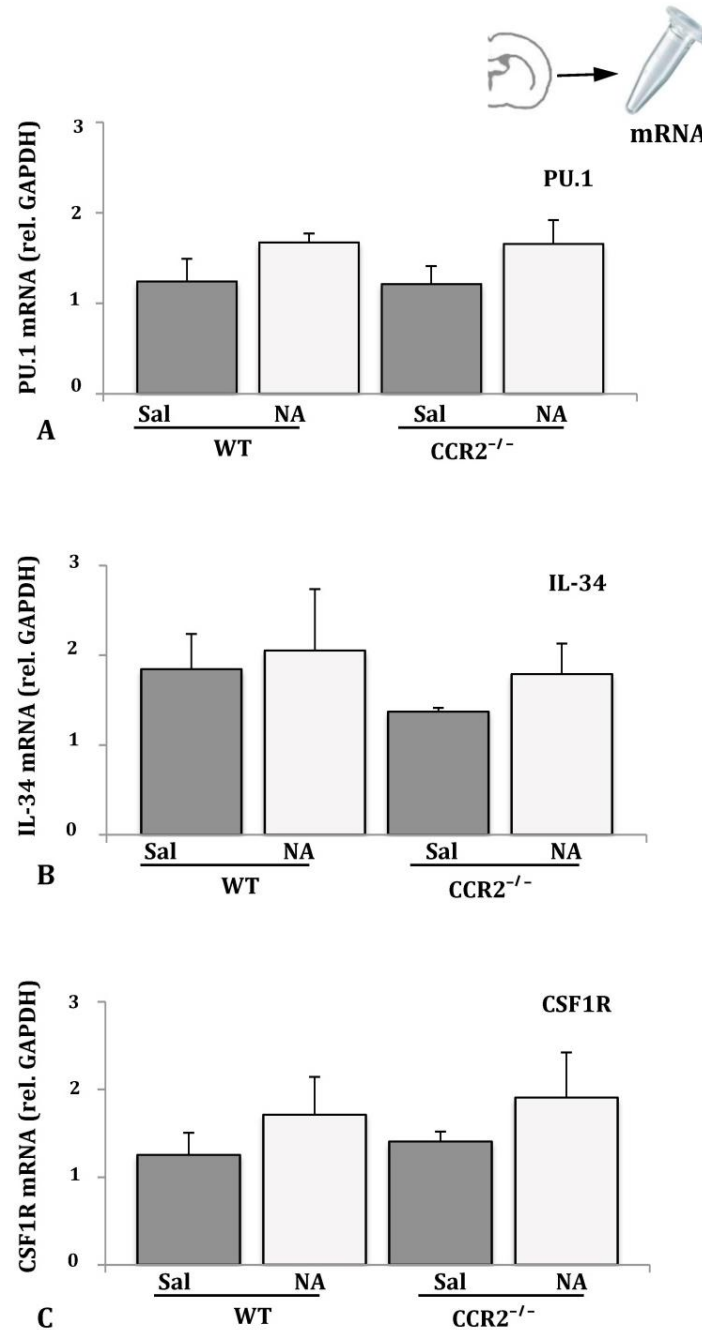 mRNA
PU.1 mRNA (rel. GAPDH)
3
2
1
0
PU.1
Sal NA Sal NA
WT CCR2⁻/⁻
A
IL-34 mRNA (rel. GAPDH)
3
2
1
0
IL-34
Sal NA Sal NA
WT CCR2⁻/⁻
B
CSF1R mRNA (rel. GAPDH)
3
2
1
0
CSF1R
Sal NA Sal NA
WT CCR2⁻/⁻
C